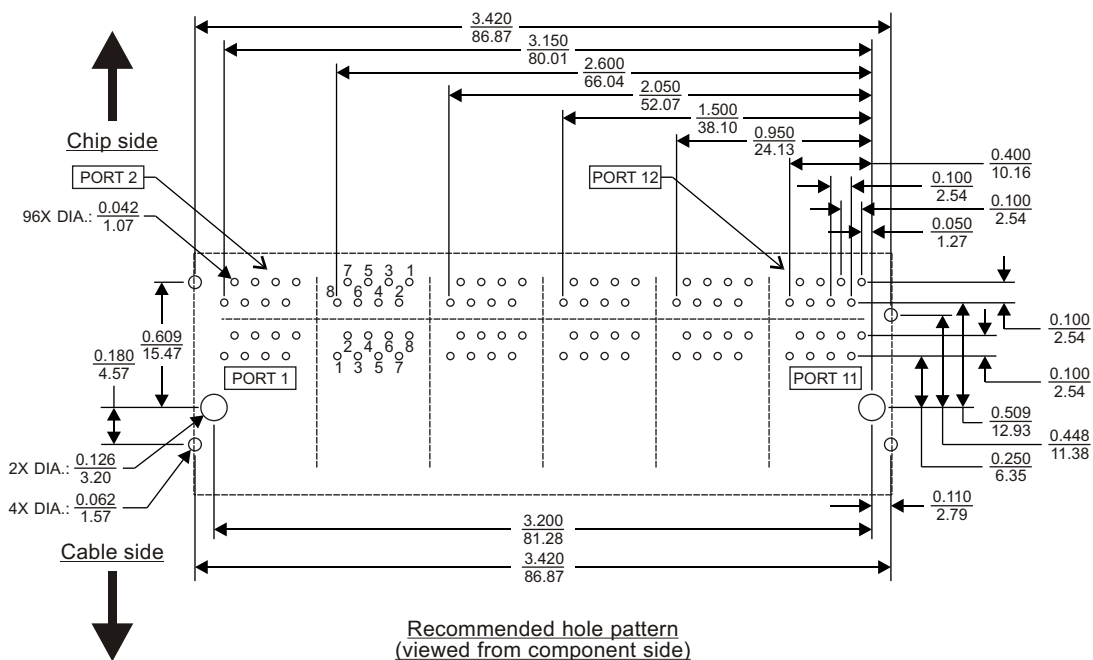 3.420
86.87
3.150
80.01
2.600
66.04
2.050
52.07
1.500
38.10
0.950
24.13
0.400
10.16
0.100
2.54
0.100
2.54
0.050
1.27
Chip side
PORT 2
PORT 12
96X DIA.: 0.042
1.07
7 5 3 1
8 6 4 2
0.609
15.47
0.180
4.57
2 4 6 8
1 3 5 7
PORT 1
PORT 11
0.100
2.54
0.100
2.54
0.509
12.93
0.448
11.38
0.250
6.35
0.110
2.79
2X DIA.: 0.126
3.20
4X DIA.: 0.062
1.57
3.200
81.28
3.420
86.87
Cable side
Recommended hole pattern
(viewed from component side)